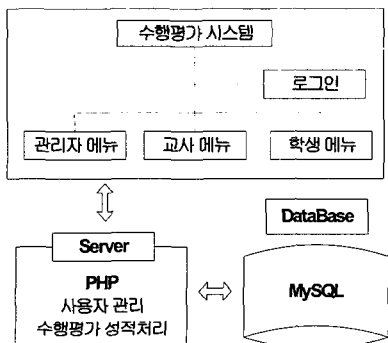 수행평가 시스템
로그인
관리자 메뉴
교사 메뉴
학생 메뉴
Server
PHP
사용자 관리
수행평가 성적처리
DataBase
MySQL